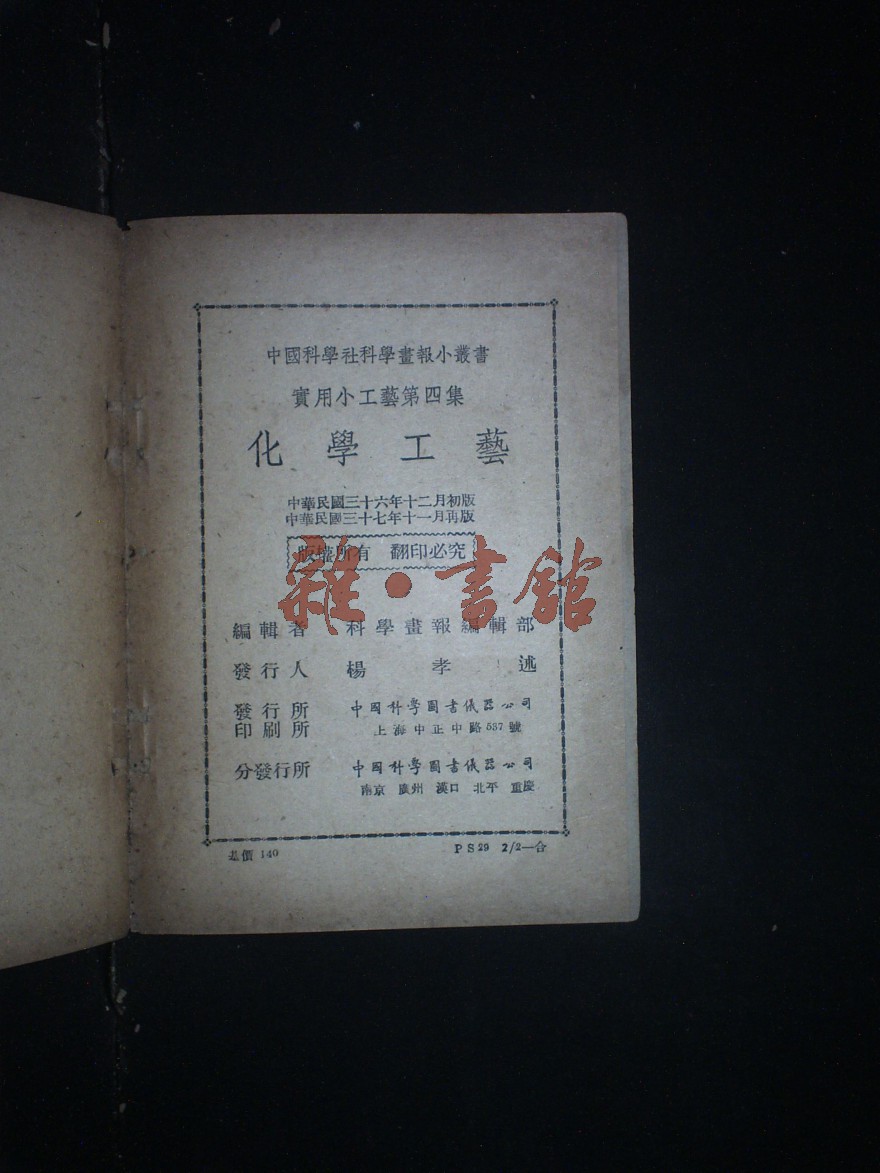 中國科學社科學畫報小叢書
實用小工藝第四集
化學工藝
中華民國三十六年十二月初版
中華民國三十七年十一月再版
版權所有 翻印必究
雜·書館
編輯者 科學畫報編輯部
發行人 楊孝述
發行所 中國科學圖書儀器公司
印刷所 上海中正中路537號
分發行所 中國科學圖書儀器公司
南京 廣州 漢口 北平 重慶
基價 140 PS29 2/2—合